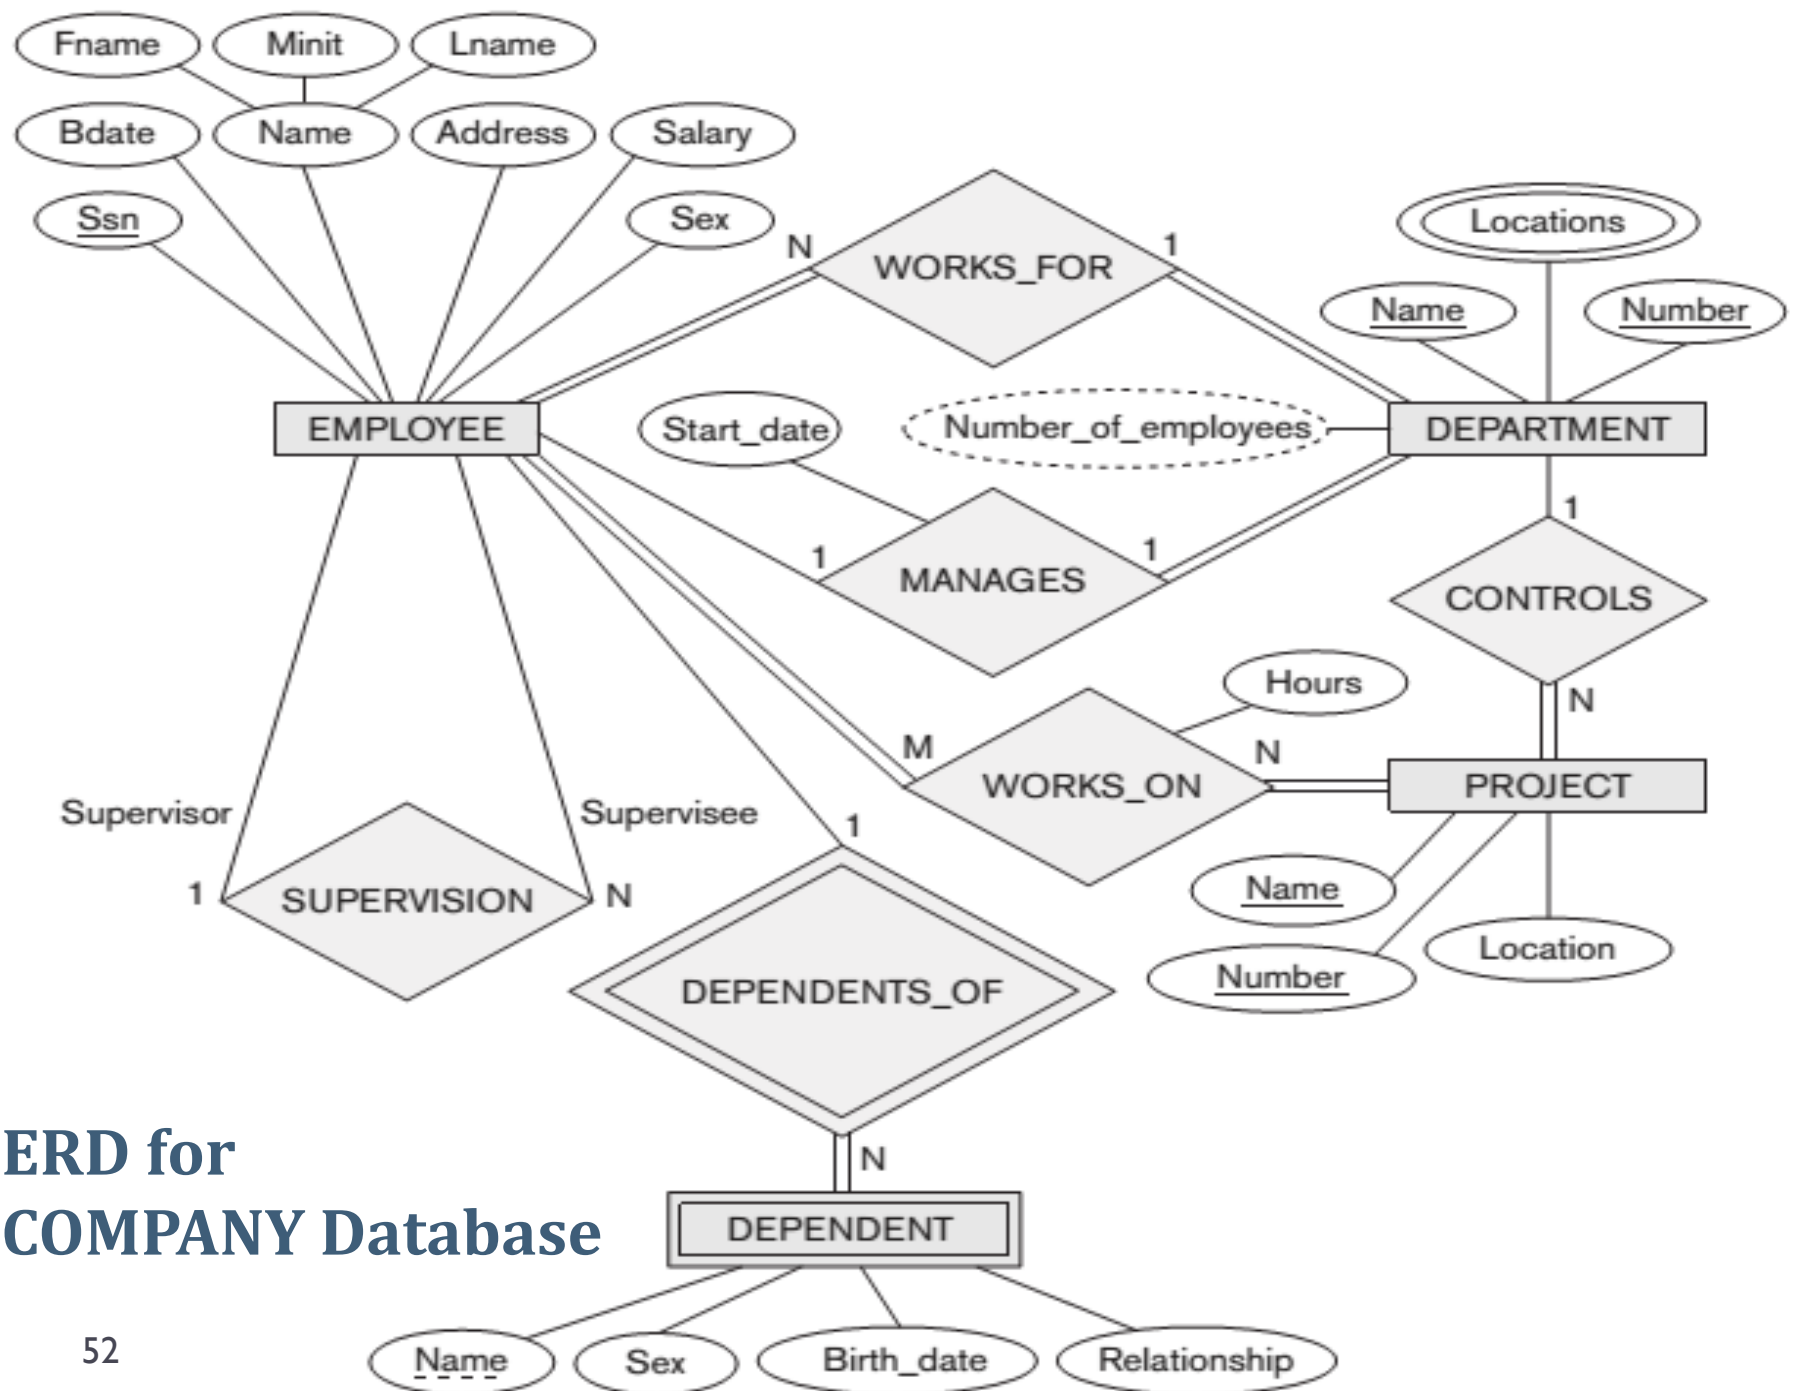 Fname
Minit
Lname
Bdate
Name
Address
Salary
Ssn
Sex
N
WORKS_FOR
1
Locations
Name
Number
EMPLOYEE
Start_date
Number_of_employees
DEPARTMENT
1
MANAGES
1
1
CONTROLS
N
Hours
M
WORKS_ON
N
PROJECT
Supervisor
Supervisee
1
1
SUPERVISION
N
Name
Number
Location
DEPENDENTS_OF
N
ERD for
COMPANY Database
DEPENDENT
52
Name
Sex
Birth_date
Relationship